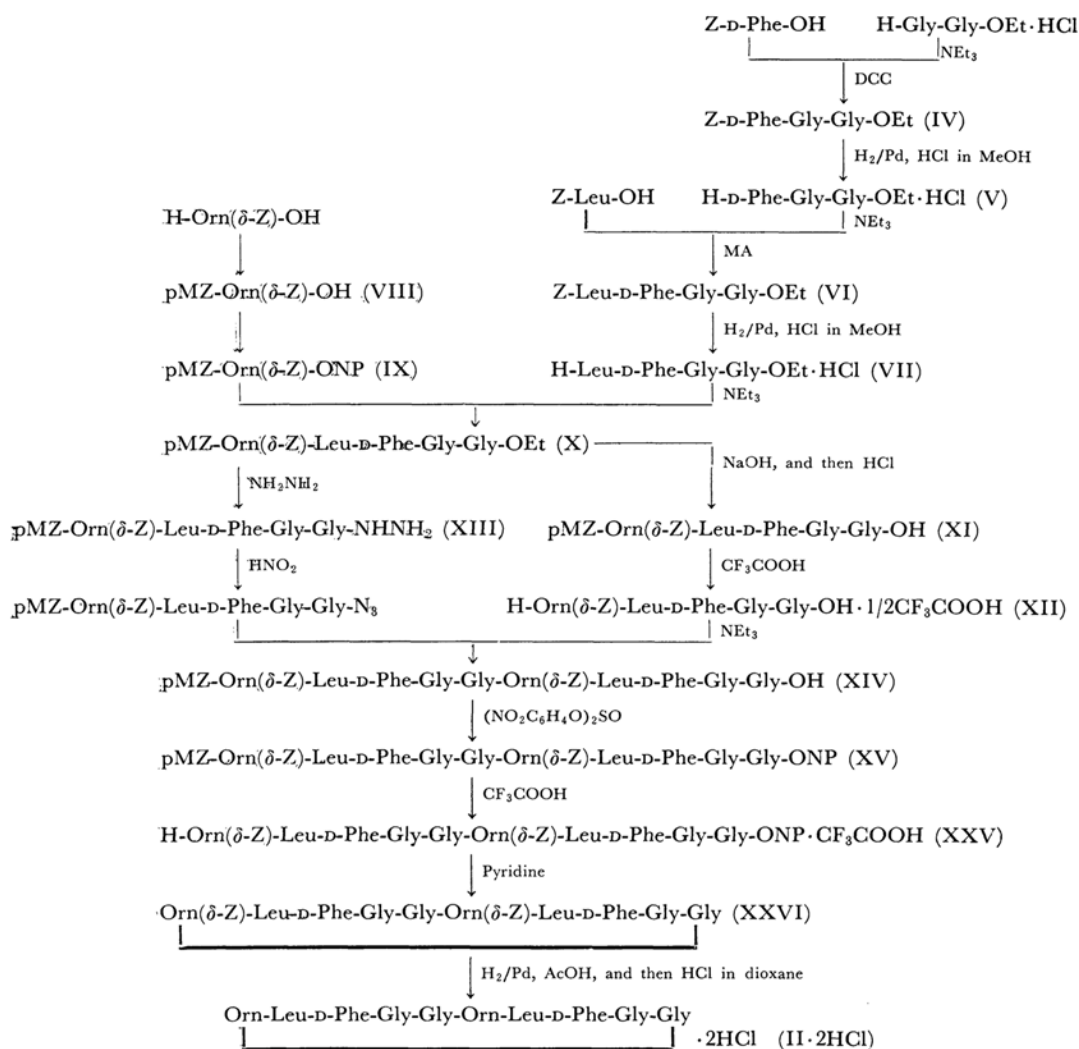 Z-D-Phe-OH H-Gly-Gly-OEt·HCl
NEt₃
DCC
Z-D-Phe-Gly-Gly-OEt (IV)
H₂/Pd, HCl in MeOH
Z-Leu-OH H-D-Phe-Gly-Gly-OEt·HCl (V)
NEt₃
H-Orn(δ-Z)-OH
MA
pMZ-Orn(δ-Z)-OH (VIII) Z-Leu-D-Phe-Gly-Gly-OEt (VI)
H₂/Pd, HCl in MeOH
pMZ-Orn(δ-Z)-ONP (IX) H-Leu-D-Phe-Gly-Gly-OEt·HCl (VII)
NEt₃
pMZ-Orn(δ-Z)-Leu-D-Phe-Gly-Gly-OEt (X)
NaOH, and then HCl
NH₂NH₂
pMZ-Orn(δ-Z)-Leu-D-Phe-Gly-Gly-NHNH₂ (XIII) pMZ-Orn(δ-Z)-Leu-D-Phe-Gly-Gly-OH (XI)
HNO₂ CF₃COOH
pMZ-Orn(δ-Z)-Leu-D-Phe-Gly-Gly-N₃ H-Orn(δ-Z)-Leu-D-Phe-Gly-Gly-OH·1/2CF₃COOH (XII)
NEt₃
pMZ-Orn(δ-Z)-Leu-D-Phe-Gly-Gly-Orn(δ-Z)-Leu-D-Phe-Gly-Gly-OH (XIV)
(NO₂C₆H₄O)₂SO
pMZ-Orn(δ-Z)-Leu-D-Phe-Gly-Gly-Orn(δ-Z)-Leu-D-Phe-Gly-Gly-ONP (XV)
CF₃COOH
H-Orn(δ-Z)-Leu-D-Phe-Gly-Gly-Orn(δ-Z)-Leu-D-Phe-Gly-Gly-ONP·CF₃COOH (XXV)
Pyridine
Orn(δ-Z)-Leu-D-Phe-Gly-Gly-Orn(δ-Z)-Leu-D-Phe-Gly-Gly (XXVI)
H₂/Pd, AcOH, and then HCl in dioxane
Orn-Leu-D-Phe-Gly-Gly-Orn-Leu-D-Phe-Gly-Gly
·2HCl (II·2HCl)